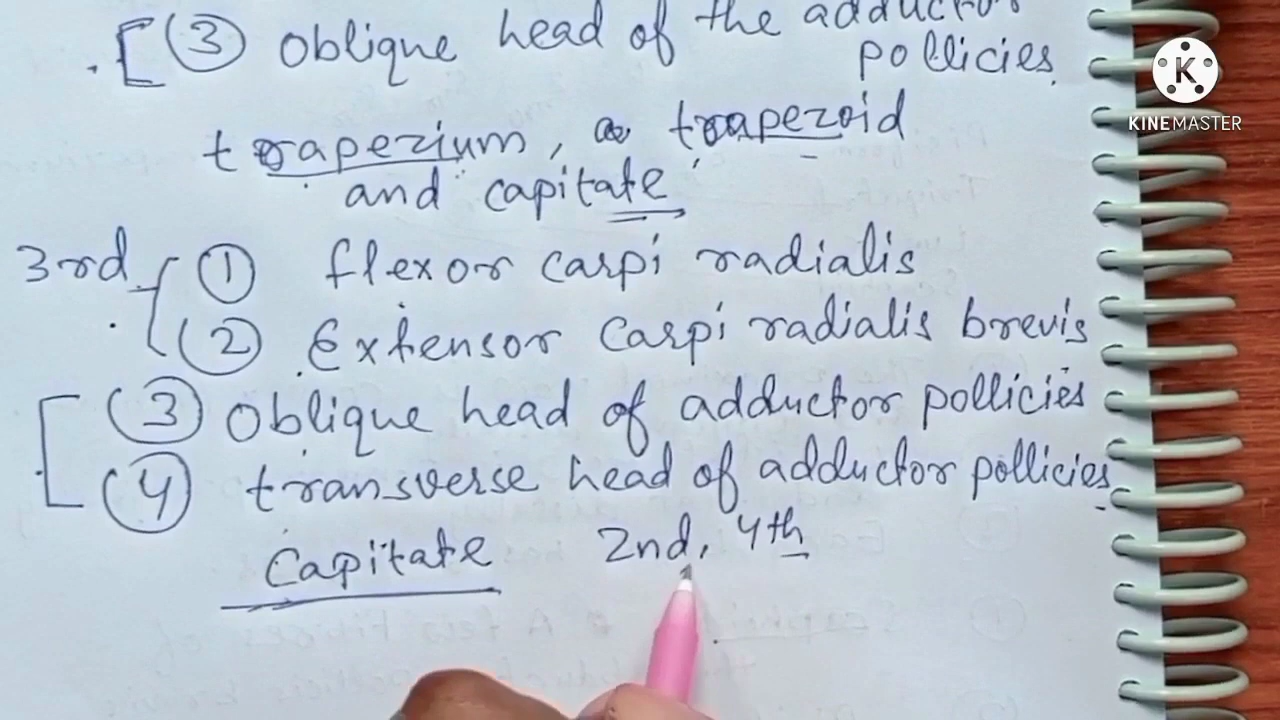 [ (3) Oblique head of the adductor
pollicies
trapezium, trapezoid
and capitate
3rd { (1) flexor carpi radialis
(2) Extensor carpi radialis brevis
[ (3) Oblique head of adductor pollicies
(4) transverse head of adductor pollicies
Capitate 2nd, 4th
K
KINEMASTER